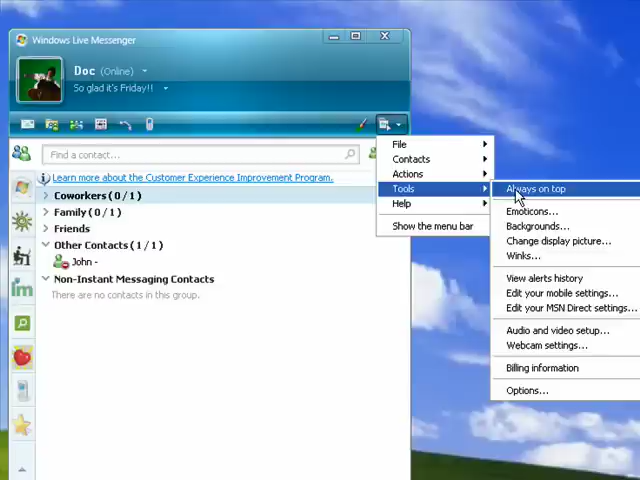 Windows Live Messenger
Doc (Online)
So glad it's Friday!!
Find a contact...
Learn more about the Customer Experience Improvement Program.
Coworkers (0/1)
Family (0/1)
Friends
Other Contacts (1/1)
John -
Non-Instant Messaging Contacts
There are no contacts in this group.
File
Contacts
Actions
Tools
Help
Show the menu bar
Always on top
Emoticons...
Backgrounds...
Change display picture...
Winks...
View alerts history
Edit your mobile settings...
Edit your MSN Direct settings...
Audio and video setup...
Webcam settings...
Billing information
Options...
im